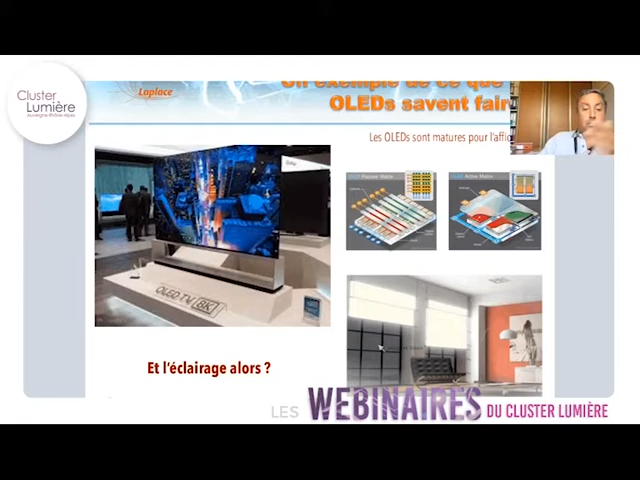 Cluster
Lumière
Auvergne-Rhône-Alpes
Laplace
Un exemple de ce que
OLEDs savent fair
Les OLEDs sont matures pour l'affic
Passive Matrix
Active Matrix
OLED TV 8K
Et l'éclairage alors ?
LES WEBINAIRES DU CLUSTER LUMIÈRE